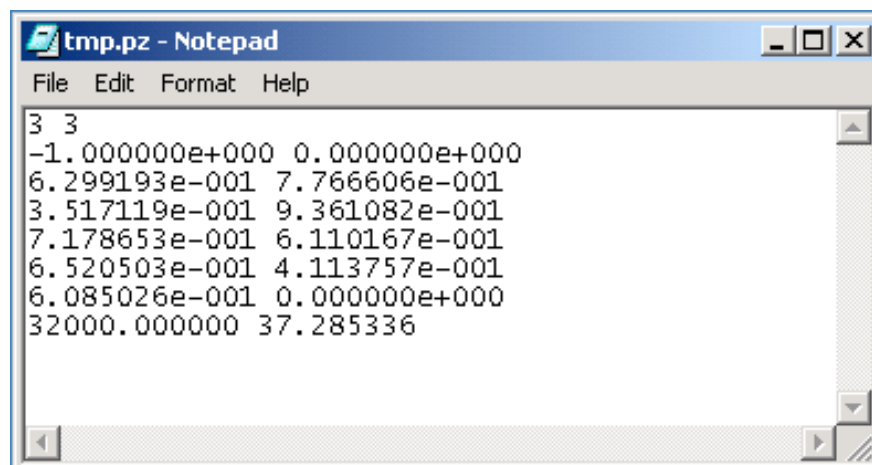 tmp.pz - Notepad
File Edit Format Help
3 3
-1.000000e+000 0.000000e+000
6.299193e-001 7.766606e-001
3.517119e-001 9.361082e-001
7.178653e-001 6.110167e-001
6.520503e-001 4.113757e-001
6.085026e-001 0.000000e+000
32000.000000 37.285336